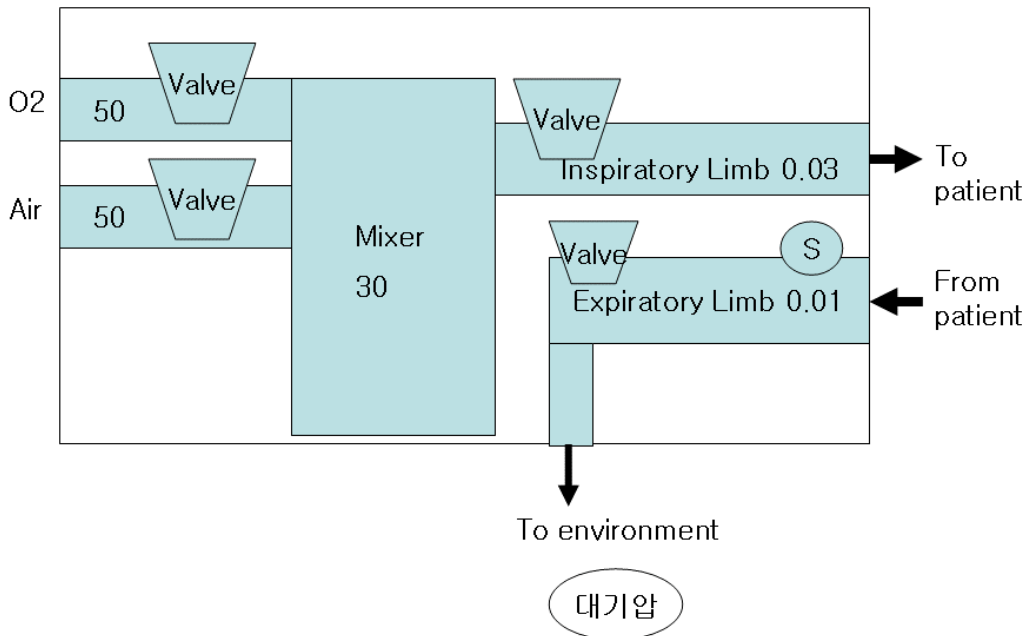 O2
50
Valve
Air
50
Valve
Mixer
30
Valve
Inspiratory Limb 0.03
To
patient
Valve
S
Expiratory Limb 0.01
From
patient
To environment
대기압